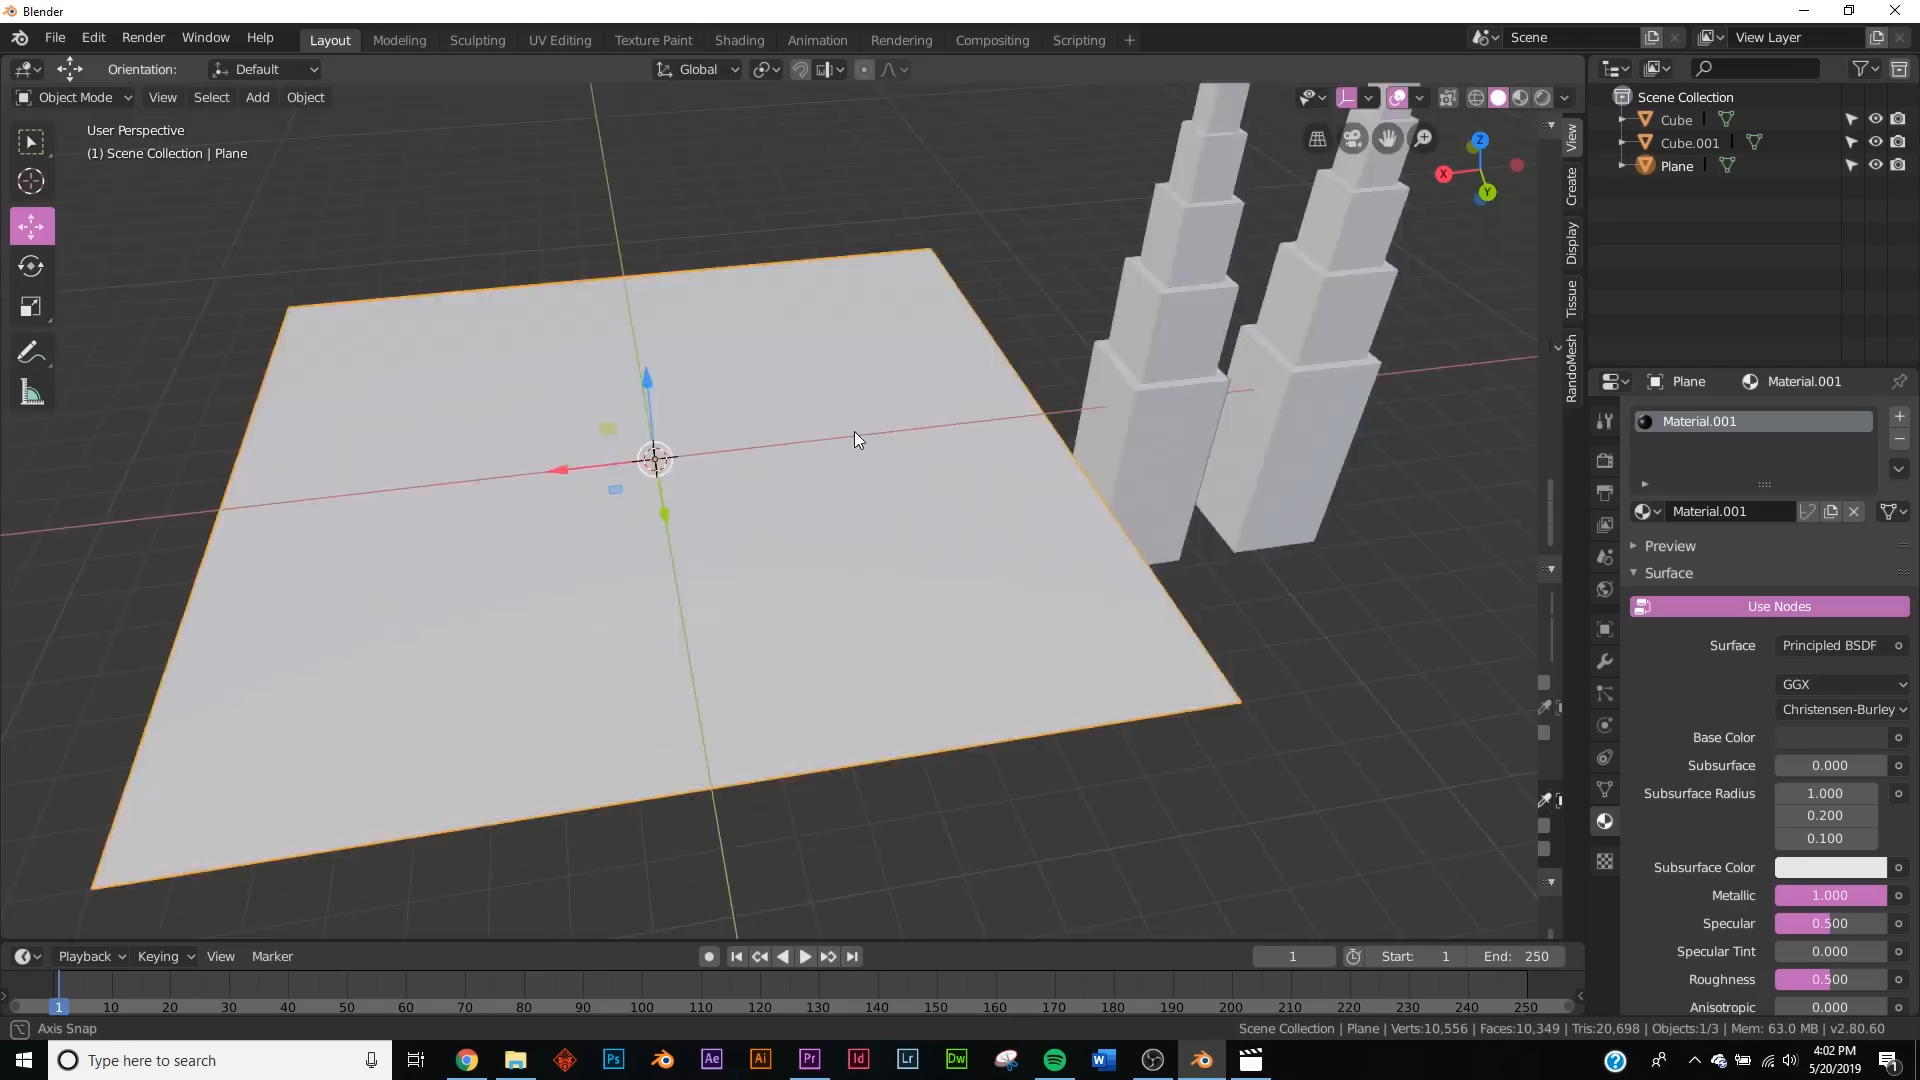 Blender
File Edit Render Window Help
Layout Modeling Sculpting UV Editing Texture Paint Shading Animation Rendering Compositing Scripting +
Scene
View Layer
Orientation: Default
Global
Object Mode View Select Add Object
User Perspective
(1) Scene Collection | Plane
Z
X
Y
View
Create
Display
Tissue
RandoMesh
Scene Collection
Cube
Cube.001
Plane
Plane Material.001
Material.001
Material.001
Preview
Surface
Use Nodes
Surface Principled BSDF
GGX
Christensen-Burley
Base Color
Subsurface 0.000
Subsurface Radius 1.000
0.200
0.100
Subsurface Color
Metallic 1.000
Specular 0.500
Specular Tint 0.000
Roughness 0.500
Anisotropic 0.000
Playback Keying View Marker
1 Start: 1 End: 250
1 10 20 30 40 50 60 70 80 90 100 110 120 130 140 150 160 170 180 190 200 210 220 230 240 250
Axis Snap
Scene Collection | Plane | Verts:10,556 | Faces:10,349 | Tris:20,698 | Objects:1/3 | Mem: 63.0 MB | v2.80.60
Type here to search
Ps Ae Ai Pr Id Lr Dw W
4:02 PM
5/20/2019
1